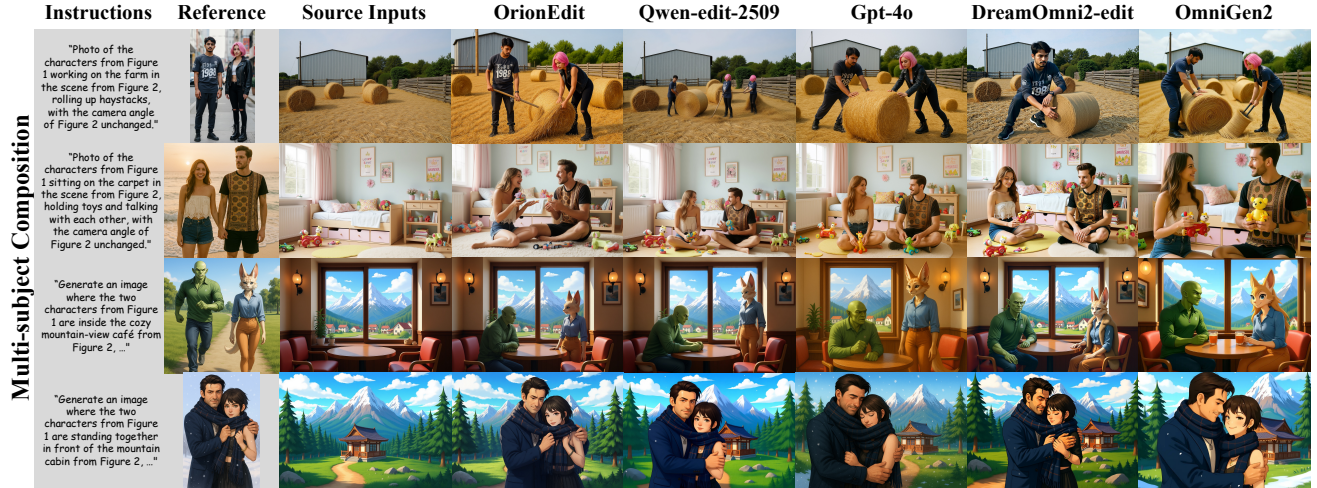 Instructions Reference Source Inputs OrionEdit Qwen-edit-2509 Gpt-4o DreamOmni2-edit OmniGen2
Multi-subject Composition
"Photo of the
characters from Figure
1 working on the farm in
the scene from Figure 2,
rolling up haystacks,
with the camera angle
of Figure 2 unchanged."
"Photo of the
characters from Figure
1 sitting on the carpet in
the scene from Figure 2,
holding toys and talking
with each other, with
the camera angle of
Figure 2 unchanged."
"Generate an image
where the two
characters from Figure
1 are inside the cozy
mountain-view café from
Figure 2, ..."
"Generate an image
where the two
characters from Figure
1 are standing together
in front of the mountain
cabin from Figure 2, ..."